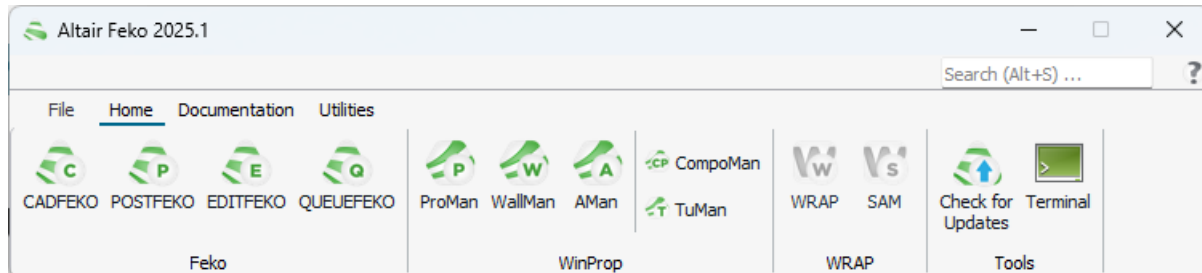 Altair Feko 2025.1
Search (Alt+S) ...
?
File Home Documentation Utilities
C P E Q P W A CP CompoMan W S
CADFEKO POSTFEKO EDITFEKO QUEUEFEKO ProMan WallMan AMan T TuMan WRAP SAM Check for Updates Terminal
Feko WinProp WRAP Tools